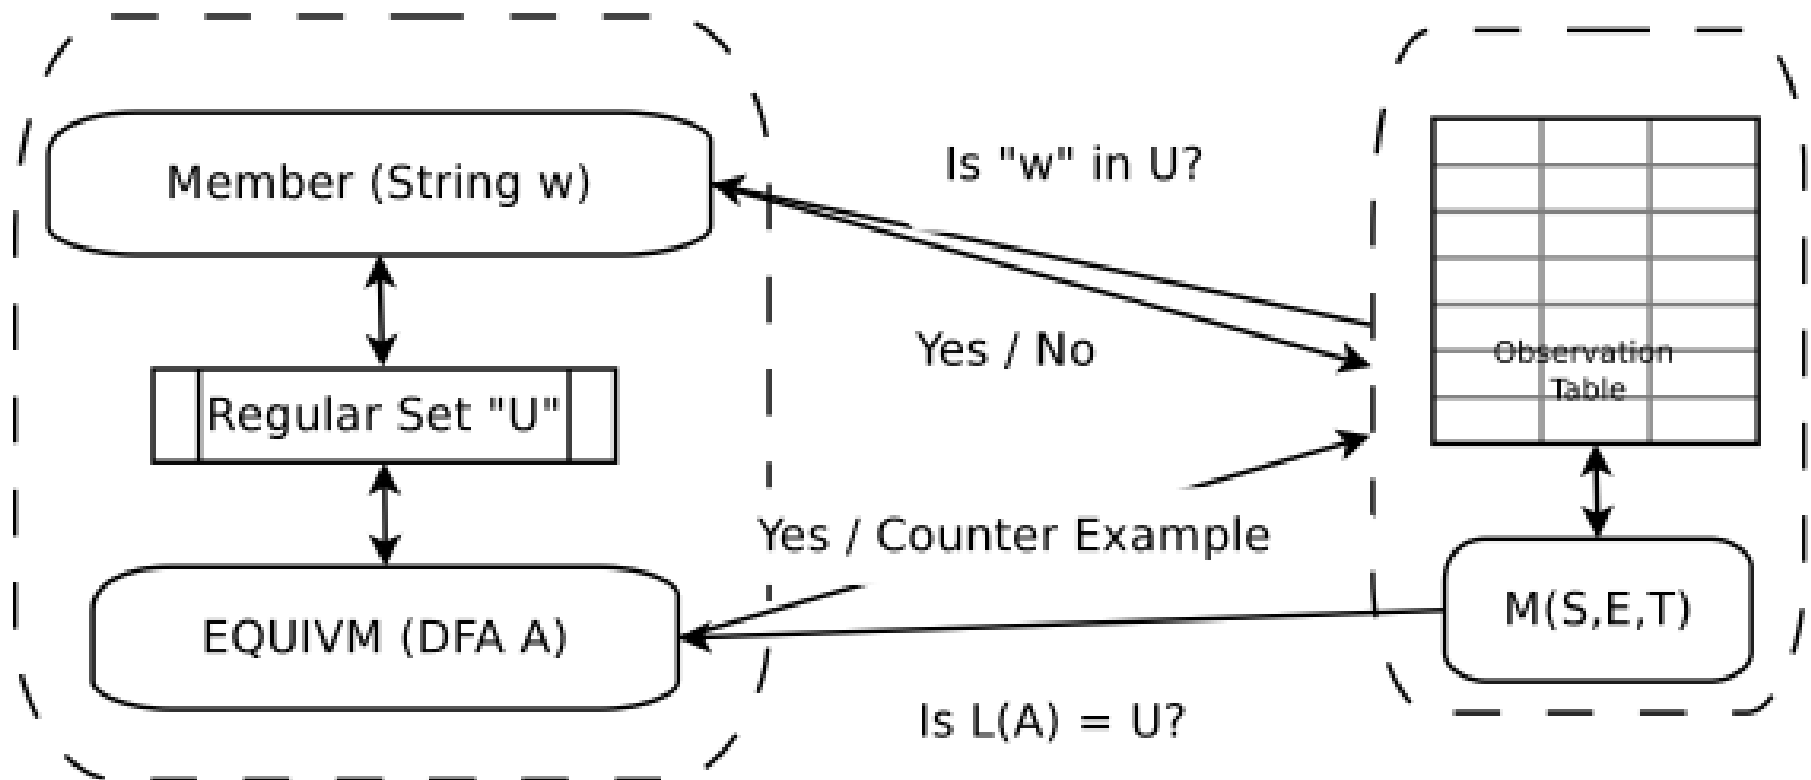 Member (String w)
Is "w" in U?
Yes / No
Observation
Table
Regular Set "U"
Yes / Counter Example
EQUIVM (DFA A)
M(S,E,T)
Is L(A) = U?